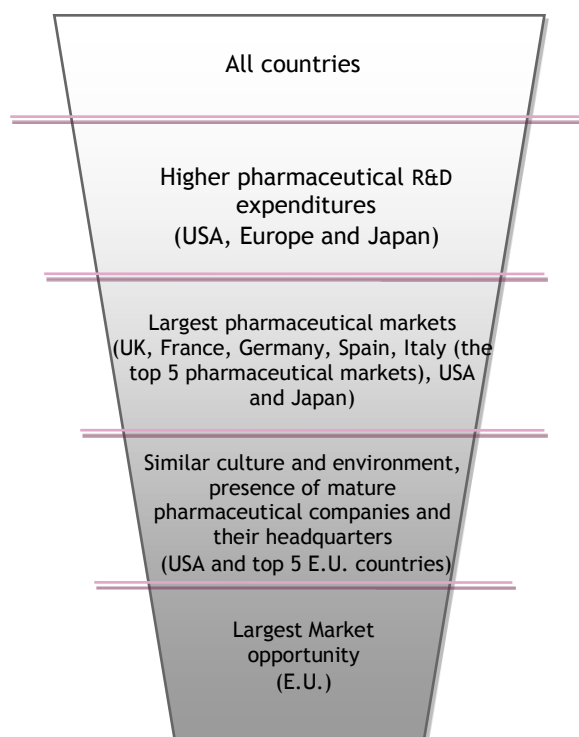 All countries
Higher pharmaceutical R&D
expenditures
(USA, Europe and Japan)
Largest pharmaceutical markets
(UK, France, Germany, Spain, Italy (the
top 5 pharmaceutical markets), USA
and Japan)
Similar culture and environment,
presence of mature
pharmaceutical companies and
their headquarters
(USA and top 5 E.U. countries)
Largest Market
opportunity
(E.U.)